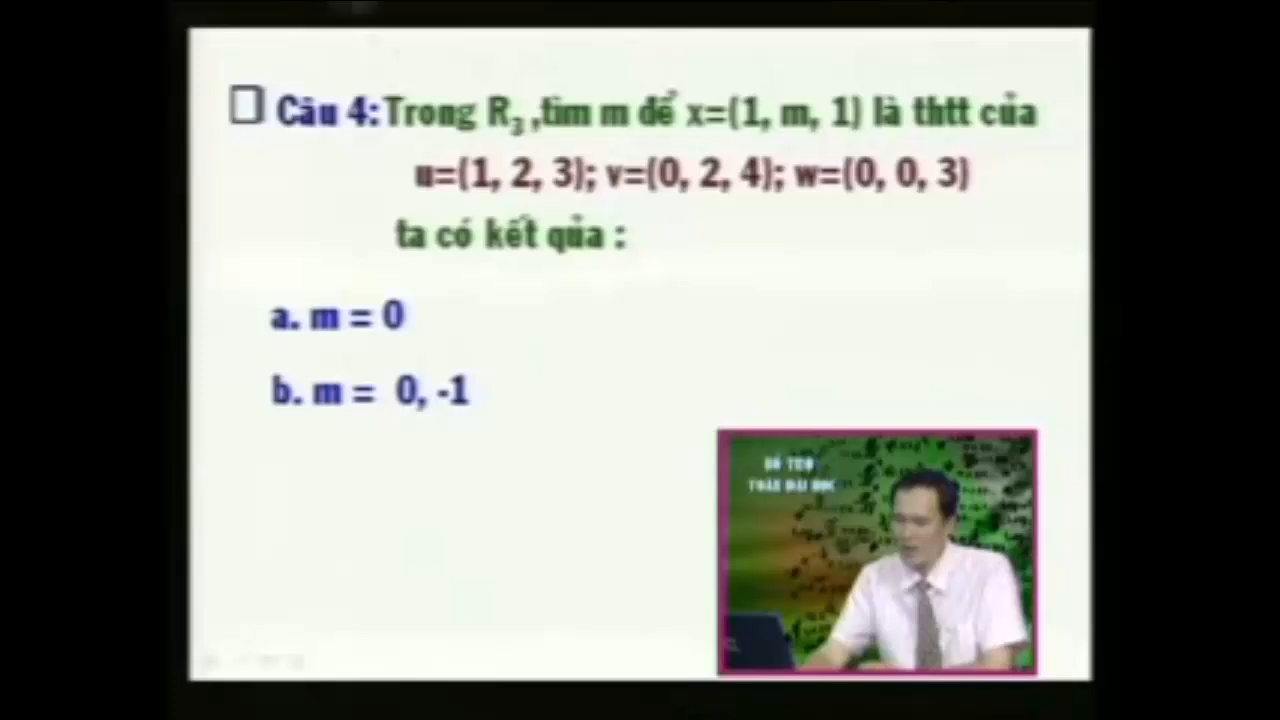 Câu 4: Trong R3 ,tìm m để x=(1, m, 1) là thtt của
u=(1, 2, 3); v=(0, 2, 4); w=(0, 0, 3)
ta có kết qủa :
a. m = 0
b. m = 0, -1